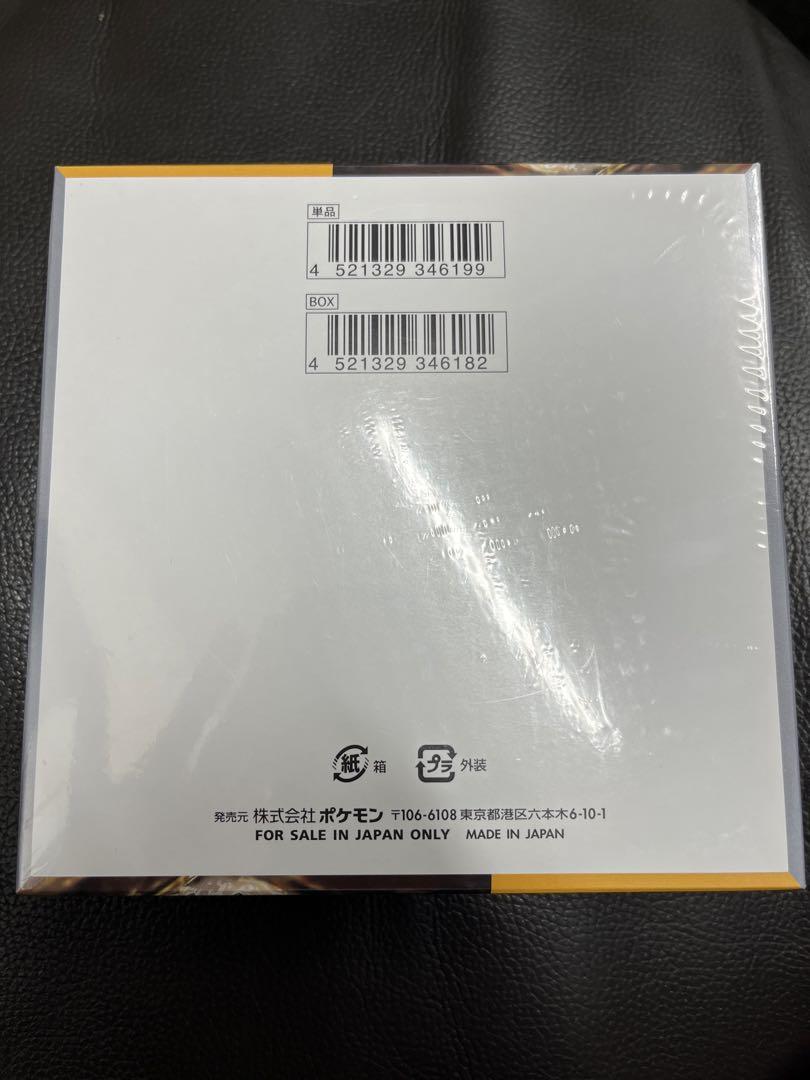 単品
4 521329 346199
BOX
4 521329 346182
紙 箱 プラ 外装
発売元 株式会社 ポケモン 〒106-6108 東京都港区六本木6-10-1
FOR SALE IN JAPAN ONLY MADE IN JAPAN